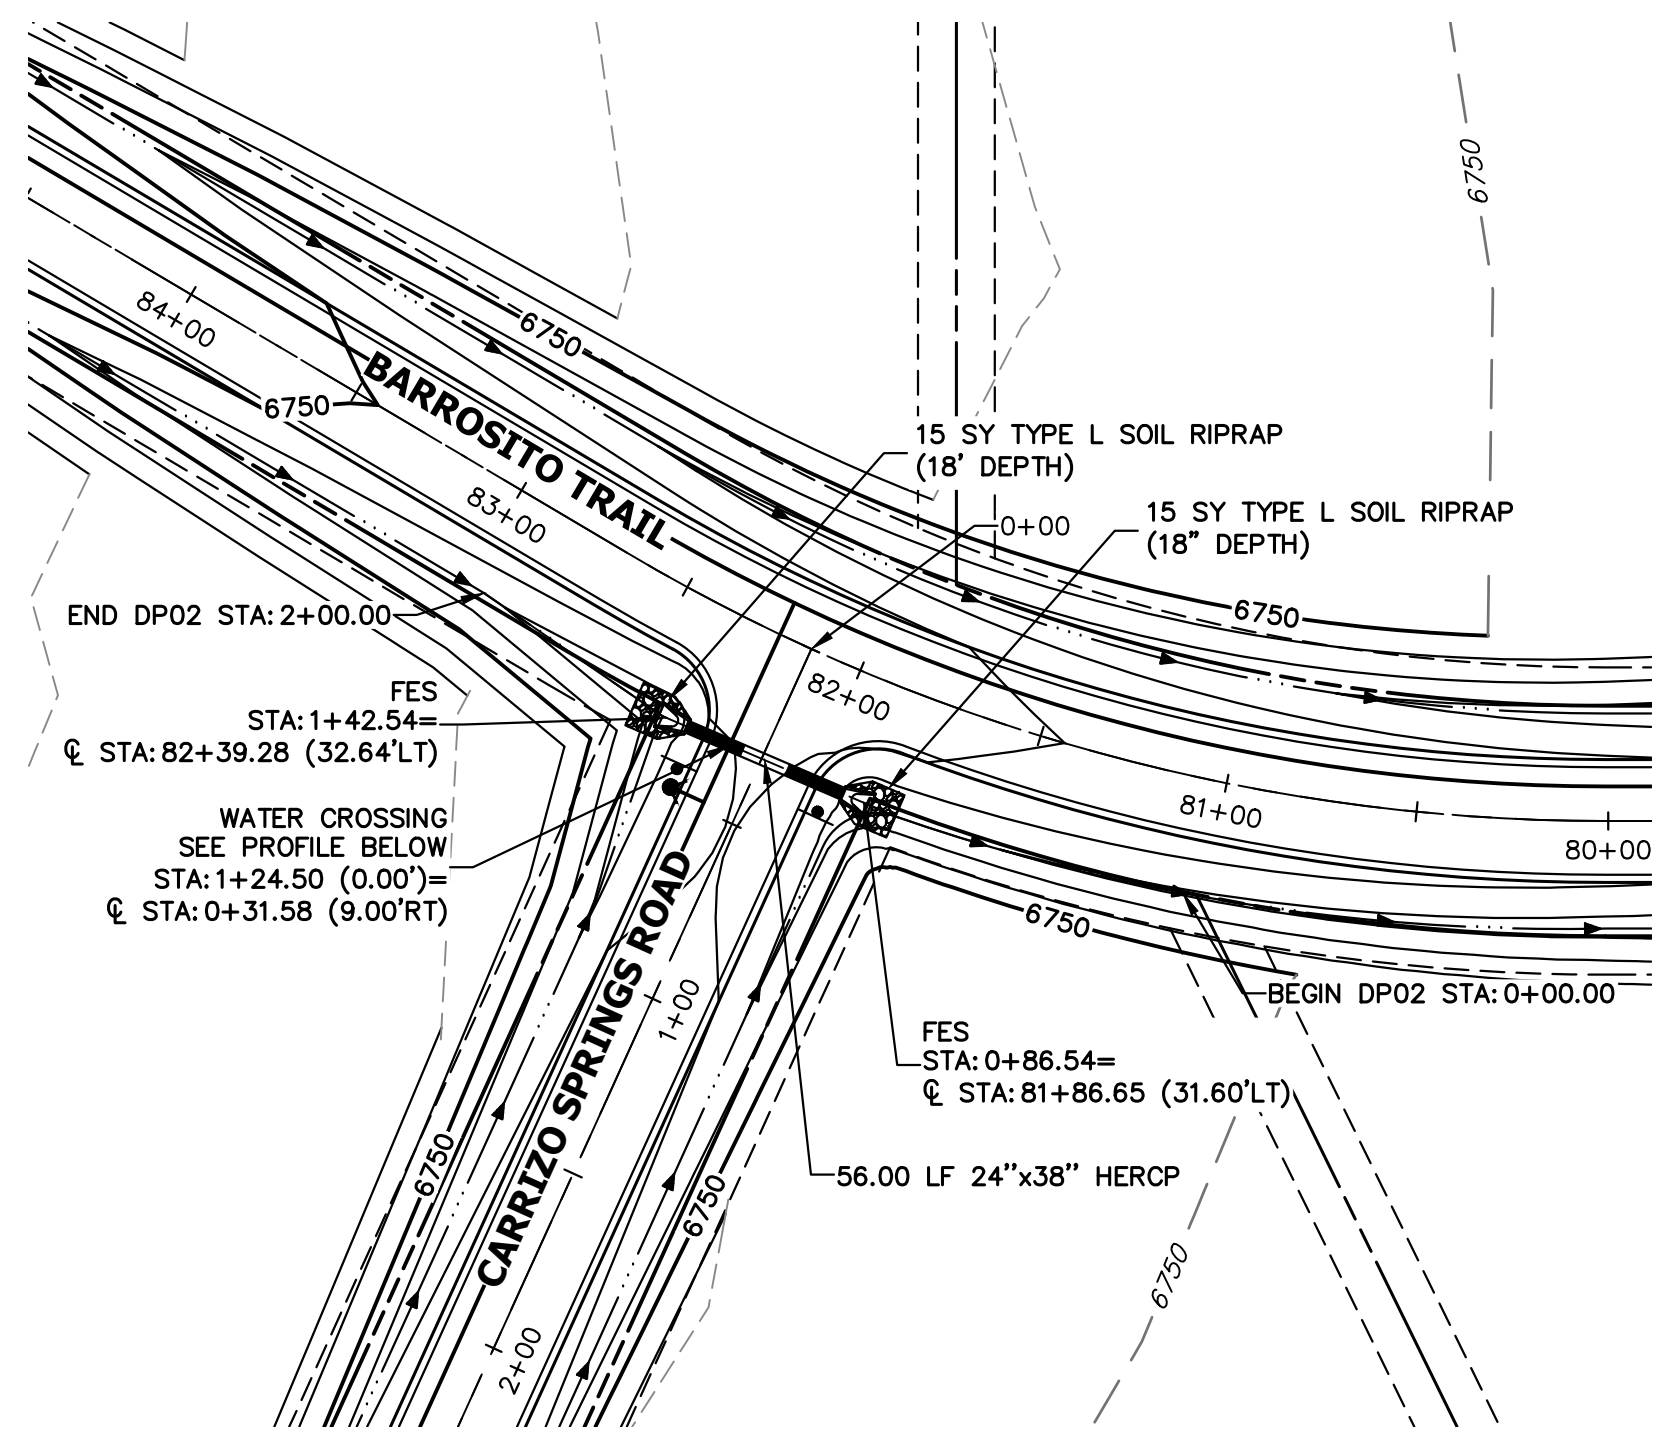 6750
84+00
6750
BARROSITO TRAIL
6750
83+00
15 SY TYPE L SOIL RIPRAP
(18' DEPTH)
0+00
15 SY TYPE L SOIL RIPRAP
(18" DEPTH)
6750
END DP02 STA: 2+00.00
82+00
FES
STA: 1+42.54=
℄ STA: 82+39.28 (32.64'LT)
81+00
80+00
WATER CROSSING
SEE PROFILE BELOW
STA: 1+24.50 (0.00')=
℄ STA: 0+31.58 (9.00'RT)
6750
CARRIZO SPRINGS ROAD
1+00
BEGIN DP02 STA: 0+00.00
FES
STA: 0+86.54=
℄ STA: 81+86.65 (31.60'LT)
56.00 LF 24"x38" HERCP
6750
6750
6750
2+00